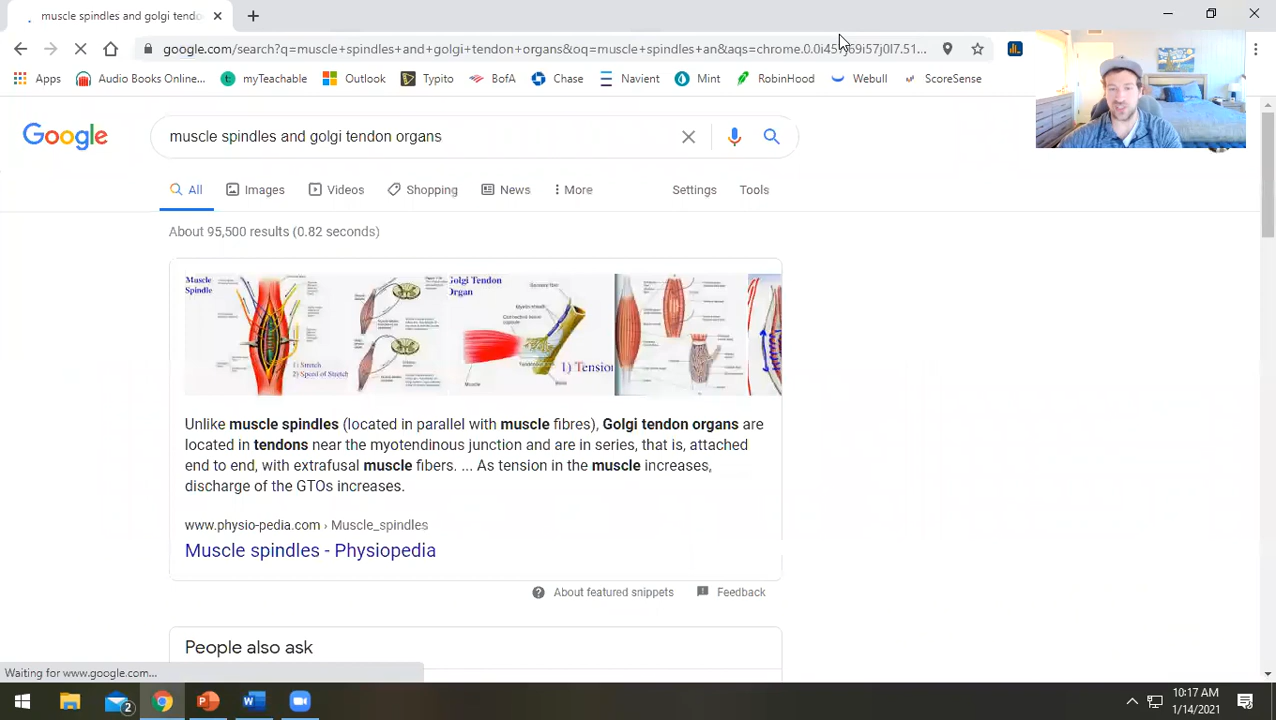 muscle spindles and golgi tendo
google.com/search?q=muscle+spindles+and+golgi+tendon+organs&oq=muscle+spindles+an&aqs=chrome.0.0i45
Apps Audio Books Online... myTeachable Outlook Typito BofA Chase Navient Mint RobinHood Webull ScoreSense
Google muscle spindles and golgi tendon organs
All Images Videos Shopping News More Settings Tools
About 95,500 results (0.82 seconds)
Muscle
Spindle
Golgi Tendon
Organ
1) Stretch
1) Tension
Muscle
Unlike muscle spindles (located in parallel with muscle fibres), Golgi tendon organs are
located in tendons near the myotendinous junction and are in series, that is, attached
end to end, with extrafusal muscle fibers. ... As tension in the muscle increases,
discharge of the GTOs increases.
www.physio-pedia.com › Muscle_spindles
Muscle spindles - Physiopedia
About featured snippets Feedback
People also ask
Waiting for www.google.com...
2
10:17 AM
1/14/2021